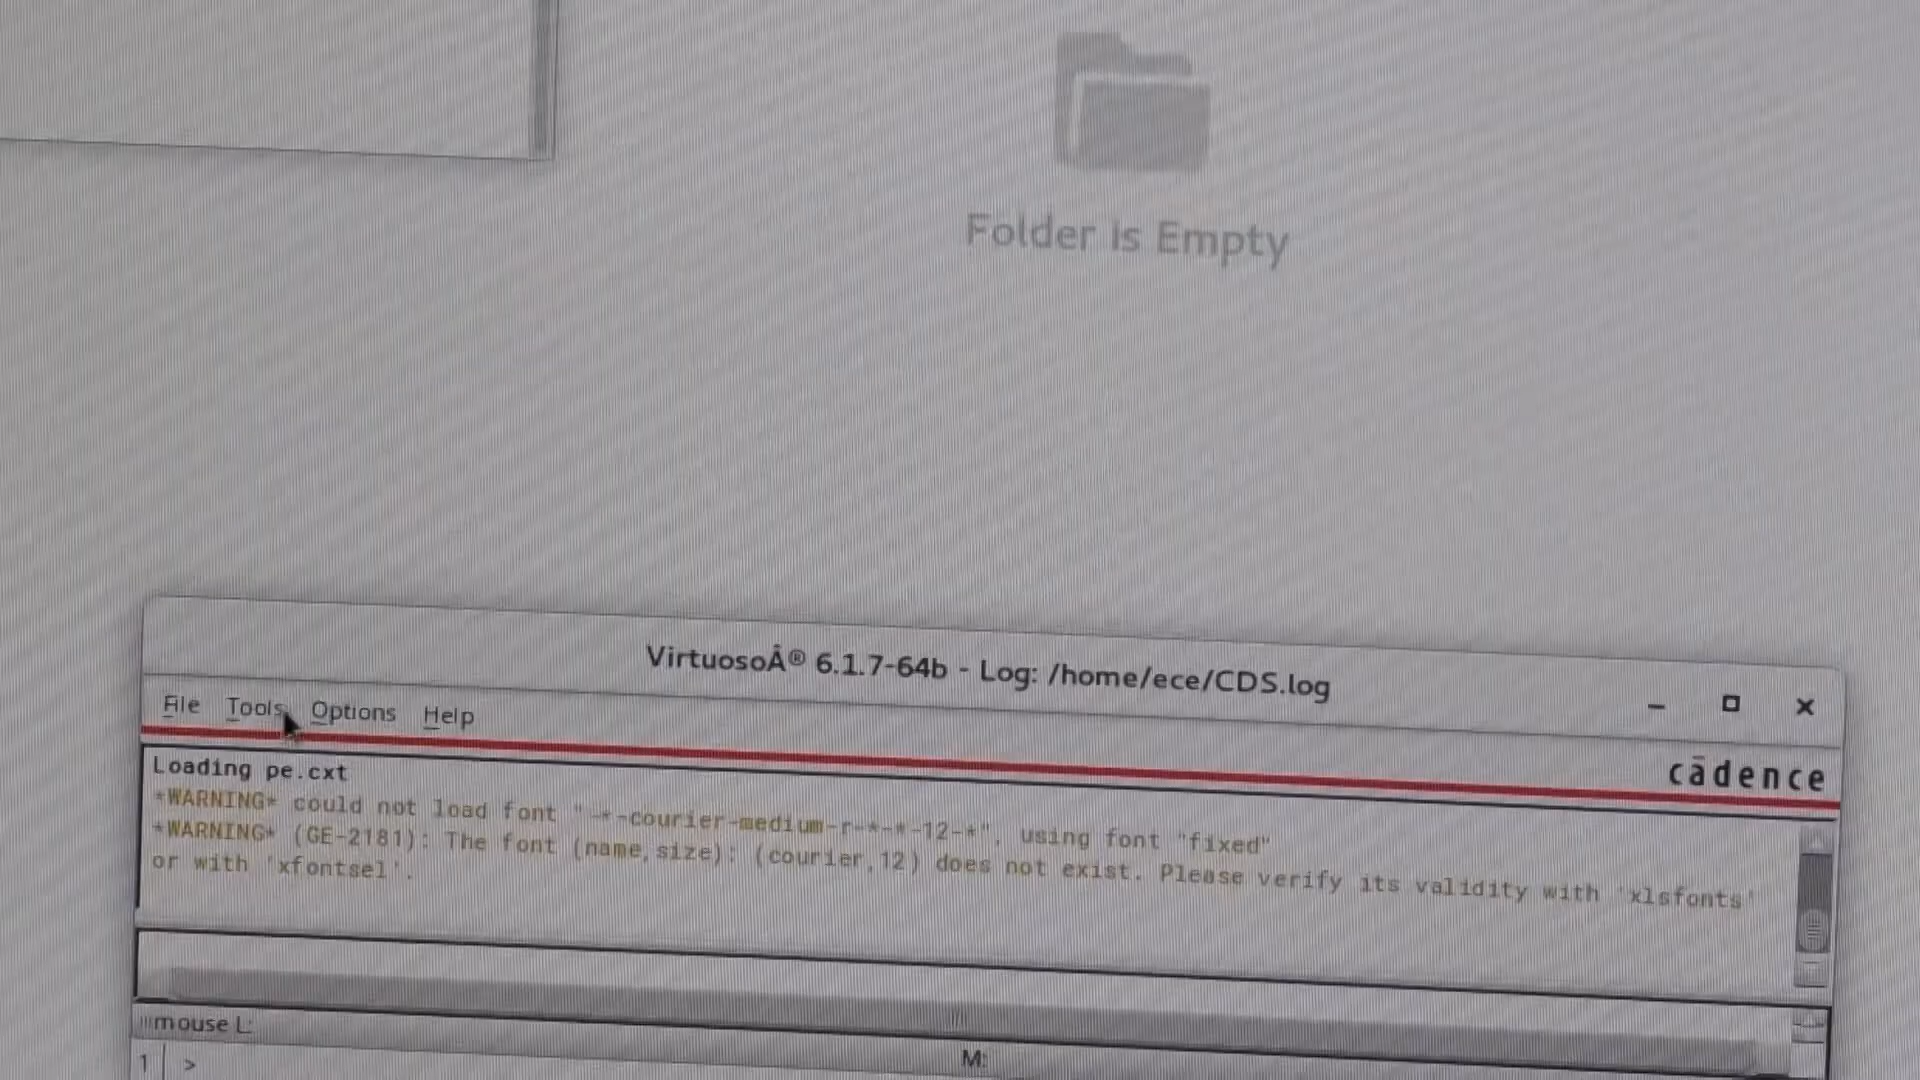 Folder is Empty
VirtuosoÂ® 6.1.7-64b - Log: /home/ece/CDS.log
File Tools Options Help
cādence
Loading pe.cxt
*WARNING* could not load font "-*-courier-medium-r-*-*-12-*", using font "fixed"
*WARNING* (GE-2181): The font (name,size): (courier,12) does not exist. Please verify its validity with 'xlsfonts'
or with 'xfontsel'.
mouse L:
M:
1 >